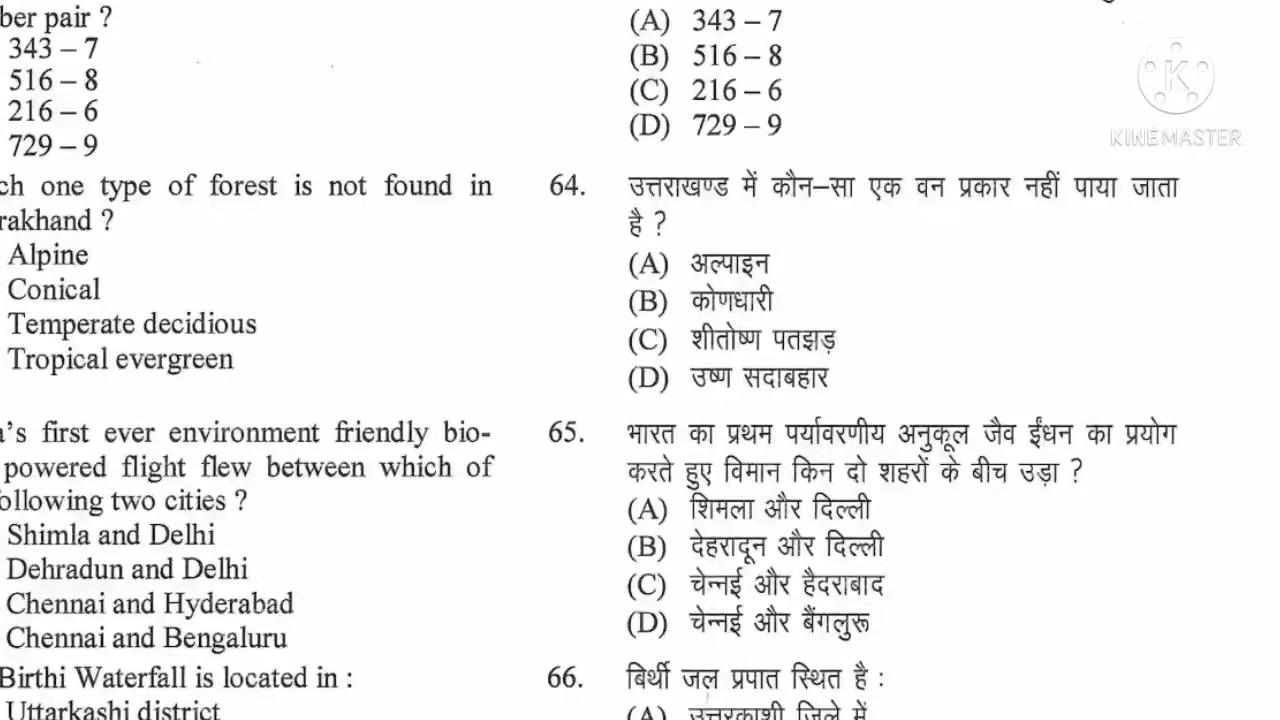 ber pair ?
343 – 7
516 – 8
216 – 6
729 – 9
ch one type of forest is not found in
rakhand ?
Alpine
Conical
Temperate decidious
Tropical evergreen
a's first ever environment friendly bio-
powered flight flew between which of
ollowing two cities ?
Shimla and Delhi
Dehradun and Delhi
Chennai and Hyderabad
Chennai and Bengaluru
Birthi Waterfall is located in :
Uttarkashi district
(A) 343 – 7
(B) 516 – 8
(C) 216 – 6
(D) 729 – 9
64. उत्तराखण्ड में कौन–सा एक वन प्रकार नहीं पाया जाता
है ?
(A) अल्पाइन
(B) कोणधारी
(C) शीतोष्ण पतझड़
(D) उष्ण सदाबहार
65. भारत का प्रथम पर्यावरणीय अनुकूल जैव ईंधन का प्रयोग
करते हुए विमान किन दो शहरों के बीच उड़ा ?
(A) शिमला और दिल्ली
(B) देहरादून और दिल्ली
(C) चेन्नई और हैदराबाद
(D) चेन्नई और बैंगलुरू
66. बिर्थी जल प्रपात स्थित है :
(A) उत्तरकाशी जिले में
K
KINEMASTER